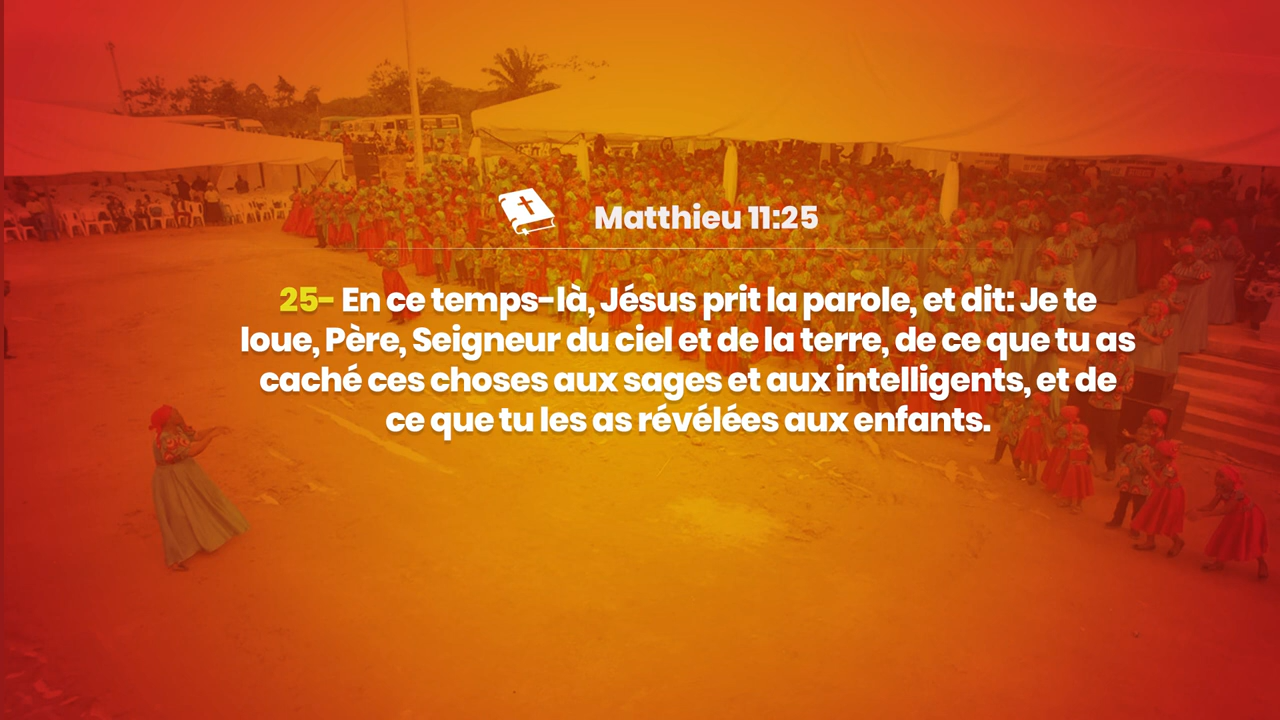 Matthieu 11:25
25- En ce temps-là, Jésus prit la parole, et dit: Je te
loue, Père, Seigneur du ciel et de la terre, de ce que tu as
caché ces choses aux sages et aux intelligents, et de
ce que tu les as révélées aux enfants.